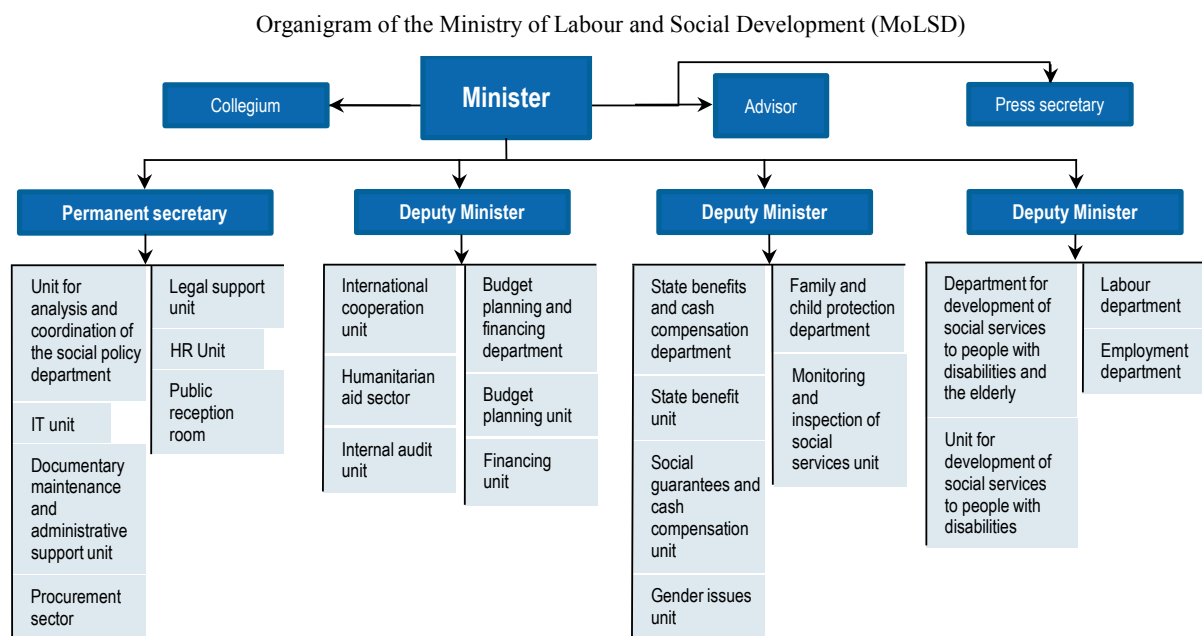 Organigram of the Ministry of Labour and Social Development (MoLSD)
Collegium
Minister
Advisor
Press secretary
Permanent secretary
Deputy Minister
Deputy Minister
Deputy Minister
Unit for
analysis and
coordination of
the social policy
department
IT unit
Documentary
maintenance
and
administrative
support unit
Procurement
sector
Legal support
unit
HR Unit
Public
reception
room
International
cooperation
unit
Humanitarian
aid sector
Internal audit
unit
Budget
planning and
financing
department
Budget
planning unit
Financing
unit
State benefits
and cash
compensation
department
State benefit
unit
Social
guarantees and
cash
compensation
unit
Gender issues
unit
Family and
child protection
department
Monitoring
and
inspection of
social
services unit
Department for
development of
social services
to people with
disabilities and
the elderly
Unit for
development of
social services
to people with
disabilities
Labour
department
Employment
department